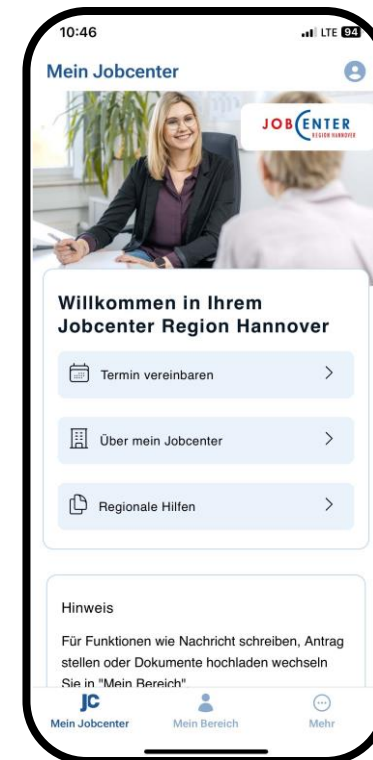 10:46
LTE 94
Mein Jobcenter
JOBCENTER
REGION HANNOVER
Willkommen in Ihrem
Jobcenter Region Hannover
Termin vereinbaren
Über mein Jobcenter
Regionale Hilfen
Hinweis
Für Funktionen wie Nachricht schreiben, Antrag
stellen oder Dokumente hochladen wechseln
Sie in "Mein Bereich".
JC
Mein Jobcenter
Mein Bereich
Mehr